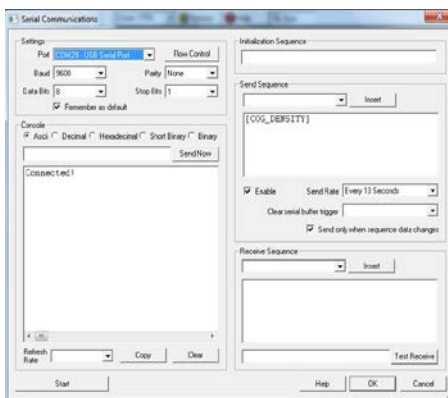 Serial Communications
Settings
Port COM29 - USB Serial Port
Flow Control
Baud 9600 Parity None
Data Bits 8 Stop Bits 1
Remember as default
Console
Ascii Decimal Hexadecimal Short Binary Binary
Send Now
Connected!
Refresh Rate
Copy
Clear
Start
Initialization Sequence
Send Sequence
Insert
[COG_DENSITY]
Enable Send Rate Every 13 Seconds
Clear serial buffer trigger
Send only when sequence data changes
Receive Sequence
Insert
Test Receive
Help
OK
Cancel